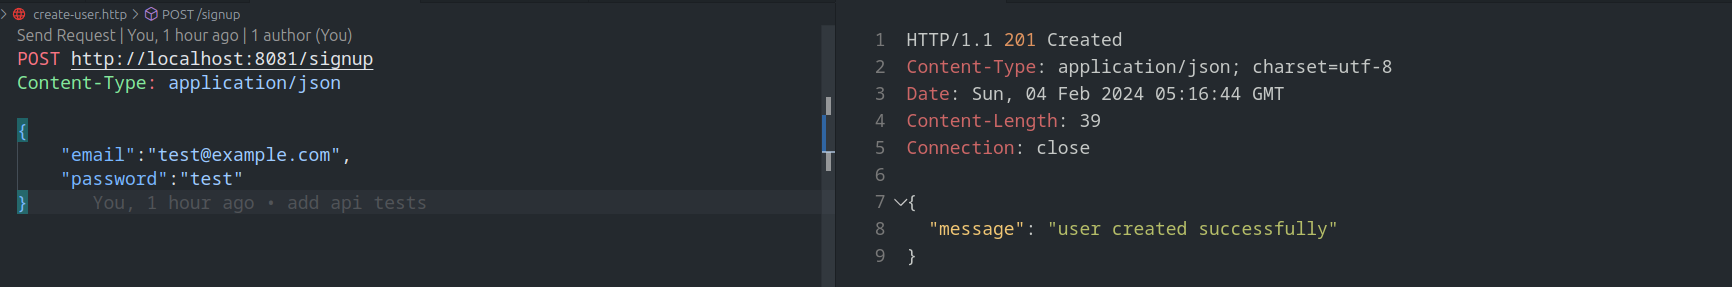 create-user.http > POST /signup
Send Request | You, 1 hour ago | 1 author (You)
POST http://localhost:8081/signup
Content-Type: application/json
{
"email":"test@example.com",
"password":"test"
} You, 1 hour ago • add api tests
1 HTTP/1.1 201 Created
2 Content-Type: application/json; charset=utf-8
3 Date: Sun, 04 Feb 2024 05:16:44 GMT
4 Content-Length: 39
5 Connection: close
6
7 {
8 "message": "user created successfully"
9 }